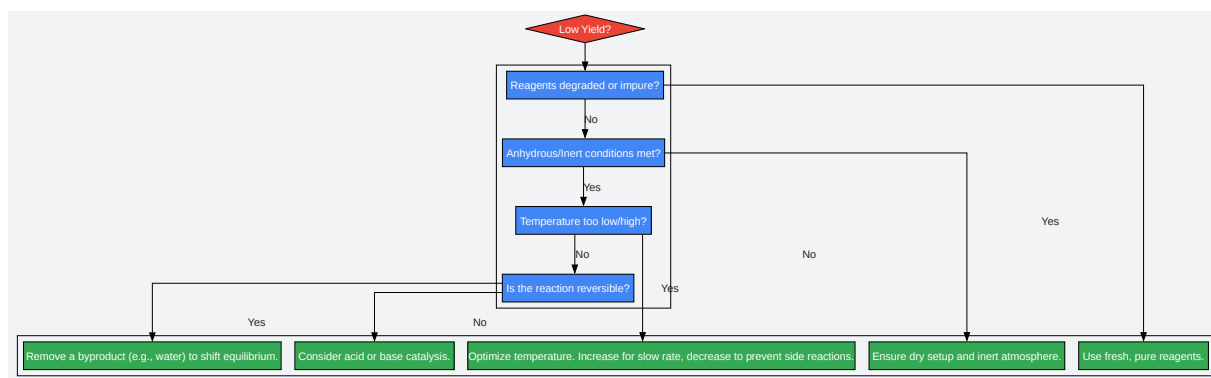 Low Yield?
Reagents degraded or impure?
No
Anhydrous/Inert conditions met?
Yes
Temperature too low/high?
Yes
No
No
Is the reaction reversible?
Yes
Yes
No
Remove a byproduct (e.g., water) to shift equilibrium.
Consider acid or base catalysis.
Optimize temperature. Increase for slow rate, decrease to prevent side reactions.
Ensure dry setup and inert atmosphere.
Use fresh, pure reagents.